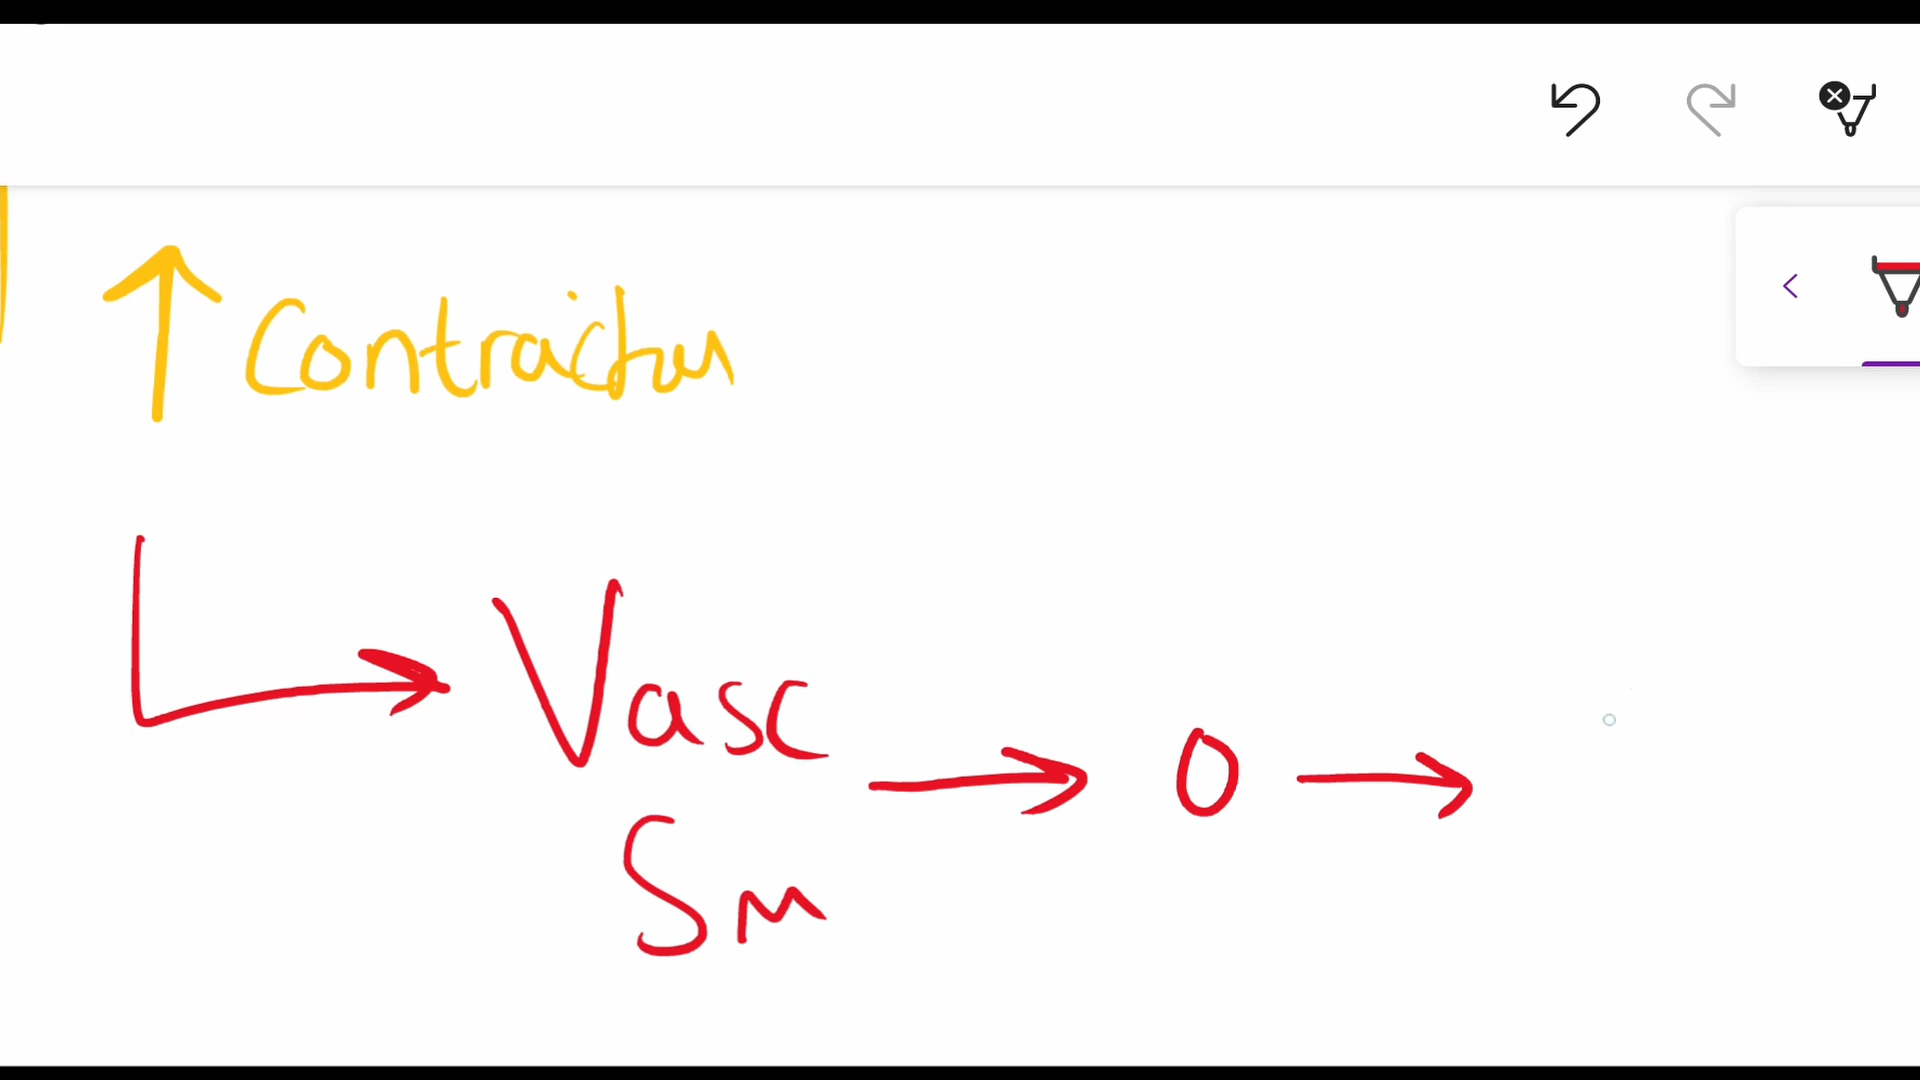 ↑ Contraction
Vasc → 0 →
Sm